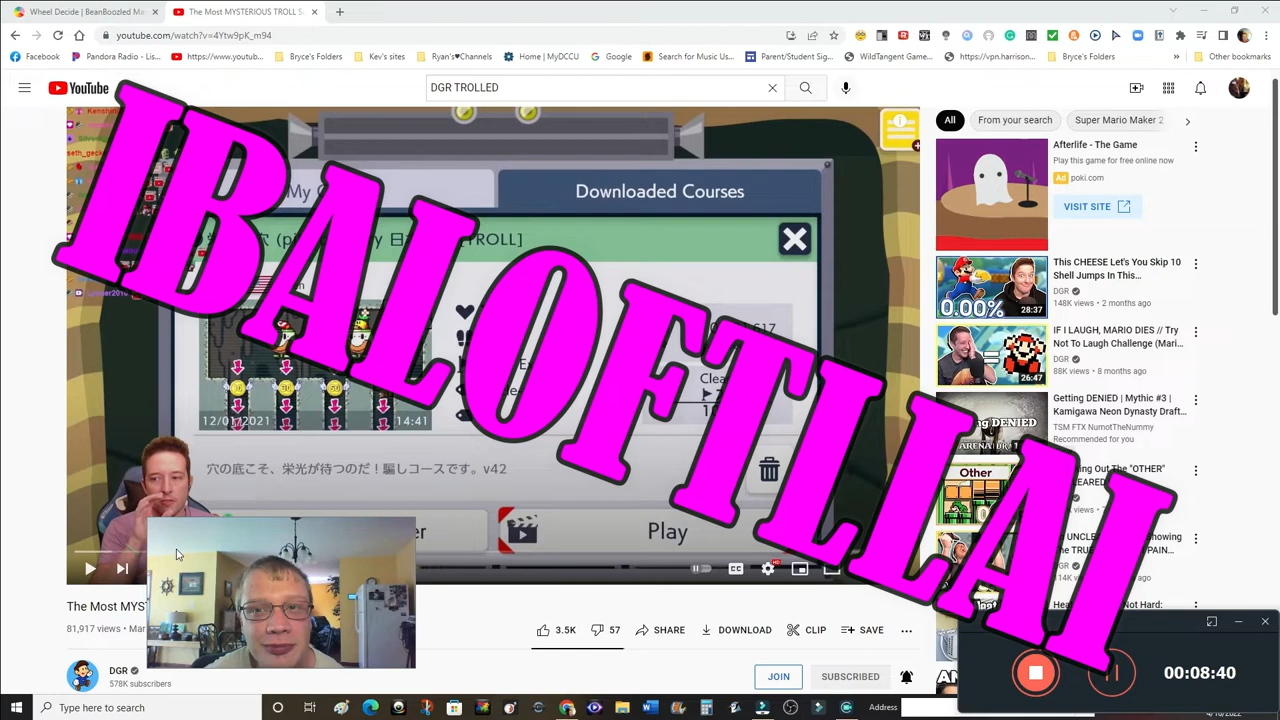 Wheel Decide | BeanBoozled Ma
The Most MYSTERIOUS TROLL S
youtube.com/watch?v=4Ytw9pK_m94
Facebook
Pandora Radio - Lis...
https://www.youtub...
Bryce's Folders
Kev's sites
Ryan's♥Channels
Home | MyDCCU
Search for Music Us...
Parent/Student Sign...
WildTangent Game...
https://vpn.harrison...
Bryce's Folders
Other bookmarks
YouTube
DGR TROLLED
IBALOFTLLAI
Downloaded Courses
TROLL]
12/01/2021
14:41
穴の底こそ、栄光が待つのだ！騙しコースです。v42
Play
All
From your search
Super Mario Maker 2
Afterlife - The Game
Play this game for free online now
Ad poki.com
VISIT SITE
This CHEESE Let's You Skip 10
Shell Jumps In This...
DGR
148K views • 2 months ago
0.00%
28:37
IF I LAUGH, MARIO DIES // Try
Not To Laugh Challenge (Mari...
DGR
88K views • 8 months ago
26:47
Getting DENIED | Mythic #3 |
Kamigawa Neon Dynasty Draft...
TSM FTX NumotTheNummy
Recommended for you
Other
The Most MYS
81,917 views • Mar
3.5K
57
SHARE
DOWNLOAD
CLIP
SAVE
DGR
578K subscribers
JOIN
SUBSCRIBED
00:08:40
Type here to search
Address